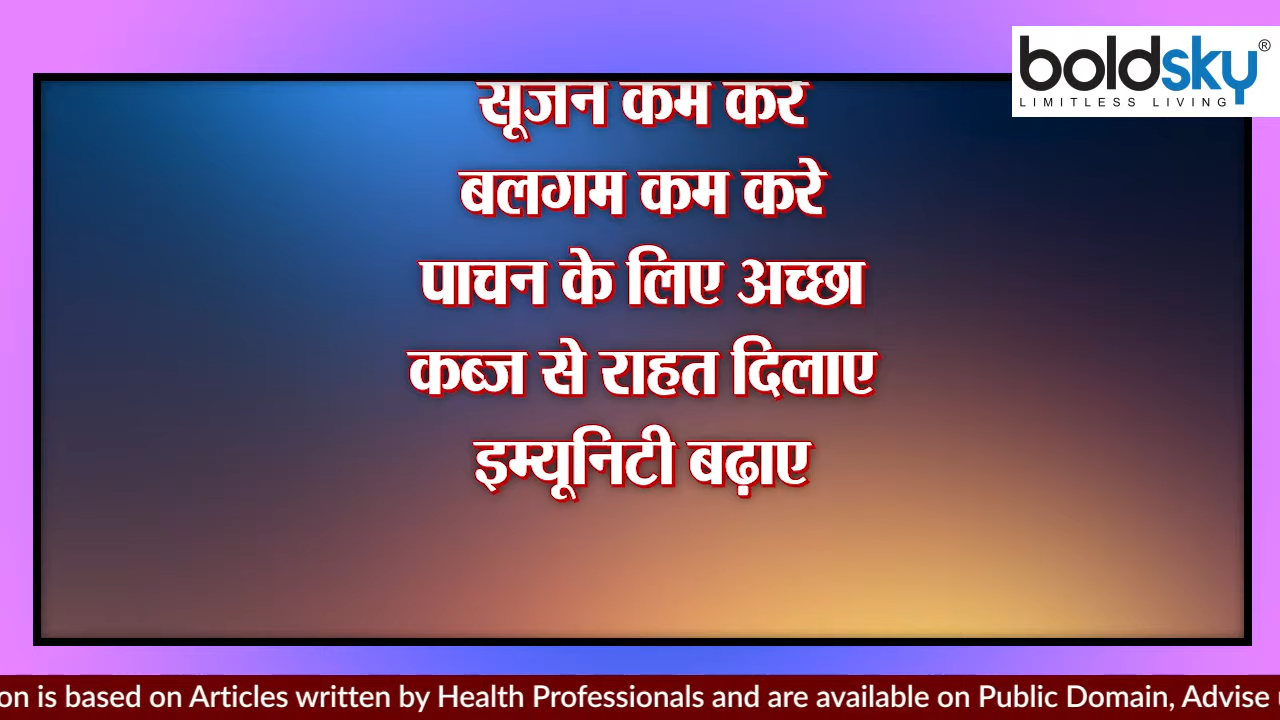 boldsky®
LIMITLESS LIVING
सूजन कम करे
बलगम कम करे
पाचन के लिए अच्छा
कब्ज से राहत दिलाए
इम्यूनिटी बढ़ाए
on is based on Articles written by Health Professionals and are available on Public Domain, Advise